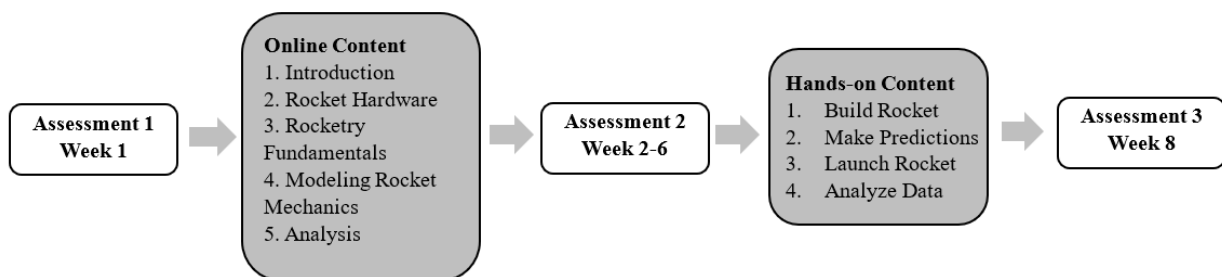 Assessment 1
Week 1
Online Content
1. Introduction
2. Rocket Hardware
3. Rocketry
Fundamentals
4. Modeling Rocket
Mechanics
5. Analysis
Assessment 2
Week 2-6
Hands-on Content
1. Build Rocket
2. Make Predictions
3. Launch Rocket
4. Analyze Data
Assessment 3
Week 8